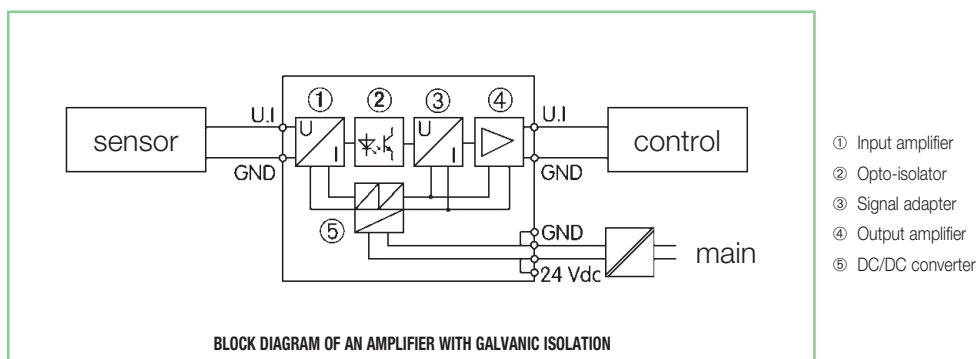 ① ② ③ ④
U.I U.I
sensor U I U I control
GND GND
⑤ GND
main
24 Vdc
BLOCK DIAGRAM OF AN AMPLIFIER WITH GALVANIC ISOLATION
① Input amplifier
② Opto-isolator
③ Signal adapter
④ Output amplifier
⑤ DC/DC converter